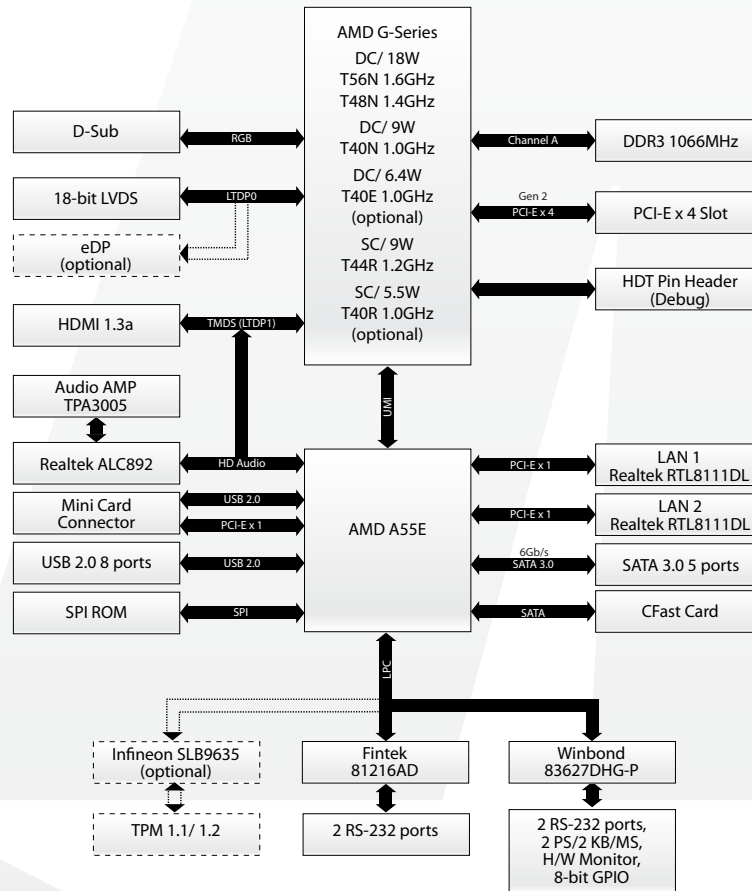 AMD G-Series
DC/ 18W
T56N 1.6GHz
T48N 1.4GHz
DC/ 9W
T40N 1.0GHz
DC/ 6.4W
T40E 1.0GHz
(optional)
SC/ 9W
T44R 1.2GHz
SC/ 5.5W
T40R 1.0GHz
(optional)
D-Sub
RGB
18-bit LVDS
LTDP0
eDP
(optional)
HDMI 1.3a
TMDS (LTDP1)
Channel A
DDR3 1066MHz
Gen 2
PCI-E x 4
PCI-E x 4 Slot
HDT Pin Header
(Debug)
UMI
Audio AMP
TPA3005
Realtek ALC892
HD Audio
Mini Card
Connector
USB 2.0
PCI-E x 1
USB 2.0 8 ports
USB 2.0
SPI ROM
SPI
AMD A55E
PCI-E x 1
LAN 1
Realtek RTL8111DL
PCI-E x 1
LAN 2
Realtek RTL8111DL
6Gb/s
SATA 3.0
SATA 3.0 5 ports
SATA
CFast Card
LPC
Infineon SLB9635
(optional)
TPM 1.1/ 1.2
Fintek
81216AD
2 RS-232 ports
Winbond
83627DHG-P
2 RS-232 ports,
2 PS/2 KB/MS,
H/W Monitor,
8-bit GPIO